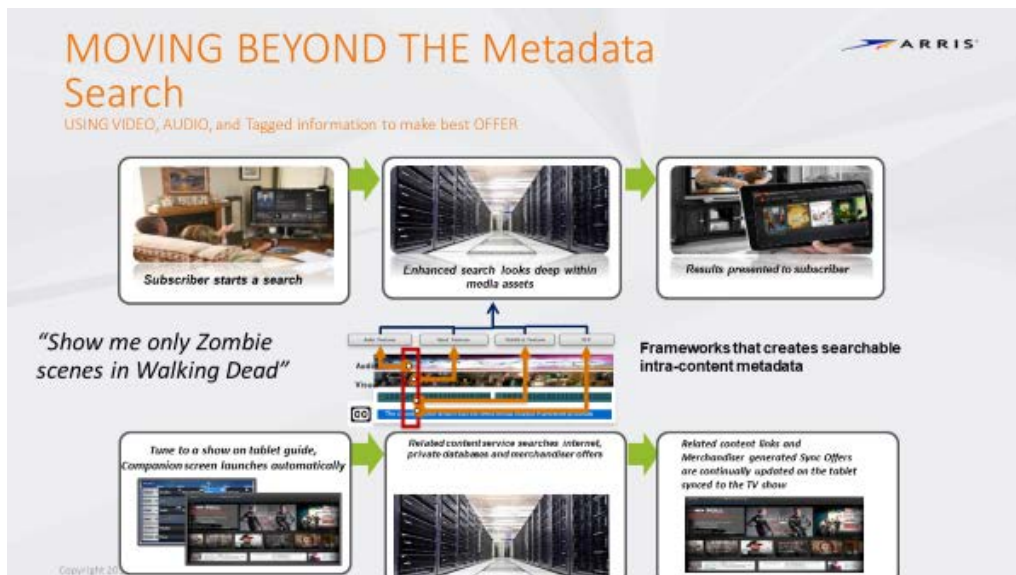 MOVING BEYOND THE Metadata
Search
ARRIS
USING VIDEO, AUDIO, and Tagged information to make best OFFER
Subscriber starts a search
Enhanced search looks deep within
media assets
Results presented to subscriber
“Show me only Zombie
scenes in Walking Dead”
Audio
Visual
Frameworks that creates searchable
intra-content metadata
Tune to a show on tablet guide,
Companion screen launches automatically
Related content service searches internet,
private databases and merchandiser offers
Related content links and
Merchandiser generated Sync Offers
are continually updated on the tablet
synced to the TV show
Copyright 20